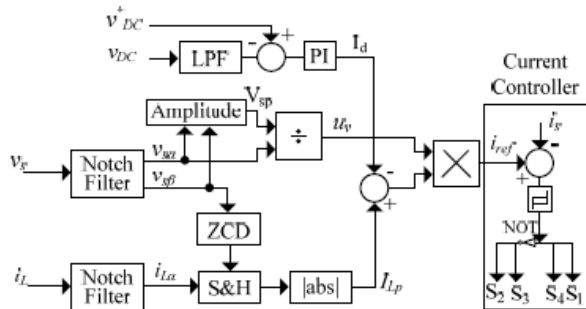 v*DC
vDC
LPF
-
+
PI
Id
Current
Controller
Amplitude
Vsp
÷
uv
is
-
vs
Notch
Filter
vsα
vsβ
iref*
+
-
+
ZCD
NOT
iL
Notch
Filter
iLα
S&H
|abs|
ILp
S2 S3 S4 S1